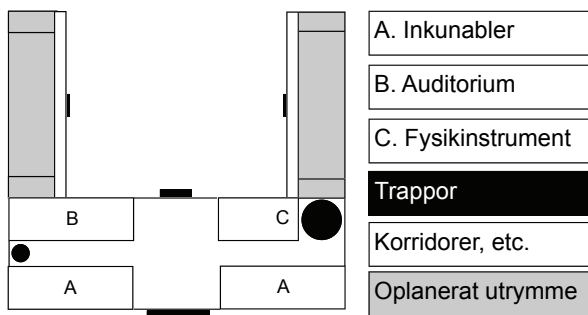 A. Inkunabler
B. Auditorium
C. Fysikinstrument
Trappor
Korridorer, etc.
Oplanerat utrymme
B
C
A
A